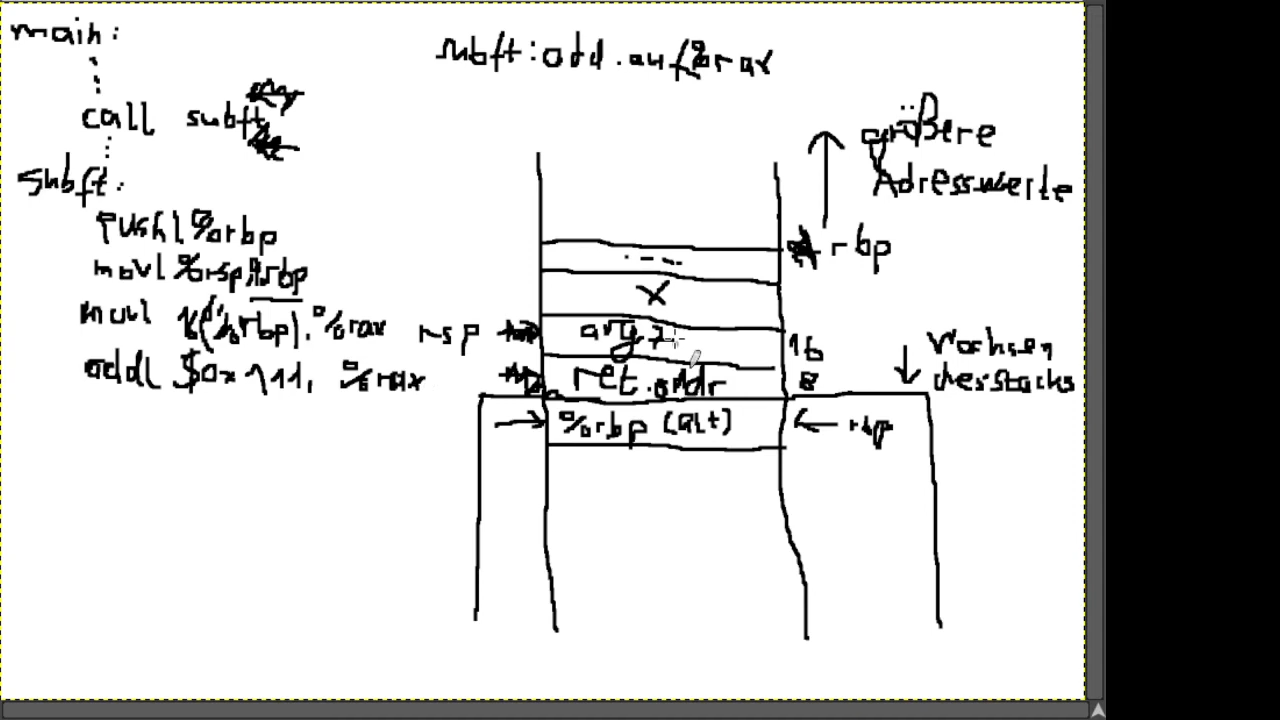 main:
call subft
subft:
pushl %rbp
movl %rsp, %rbp
movl 16(%rbp), %rax
addl $0x111, %rax
subft: add. auf %rax
größere
Adresswerte
rbp
...
X
rsp
arg.
16
ret. addr
8
Wachsen
des Stacks
%rbp (alt)
rbp